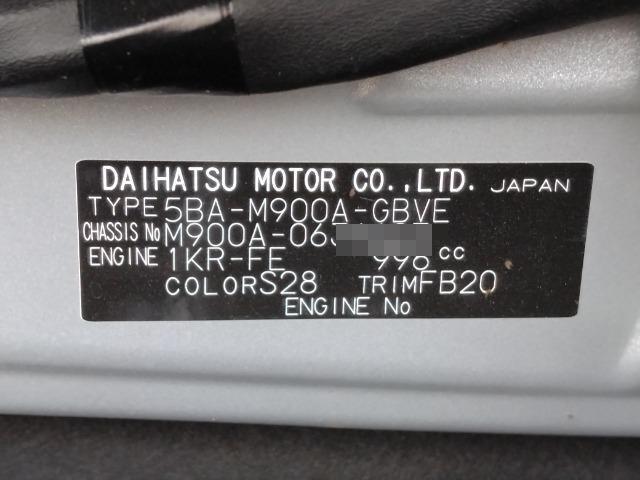 DAIHATSU MOTOR CO.,LTD. JAPAN
TYPE 5BA-M900A-GBVE
CHASSIS No M900A-063
ENGINE 1KR-FE 996 cc
COLOR S28 TRIM FB20
ENGINE No